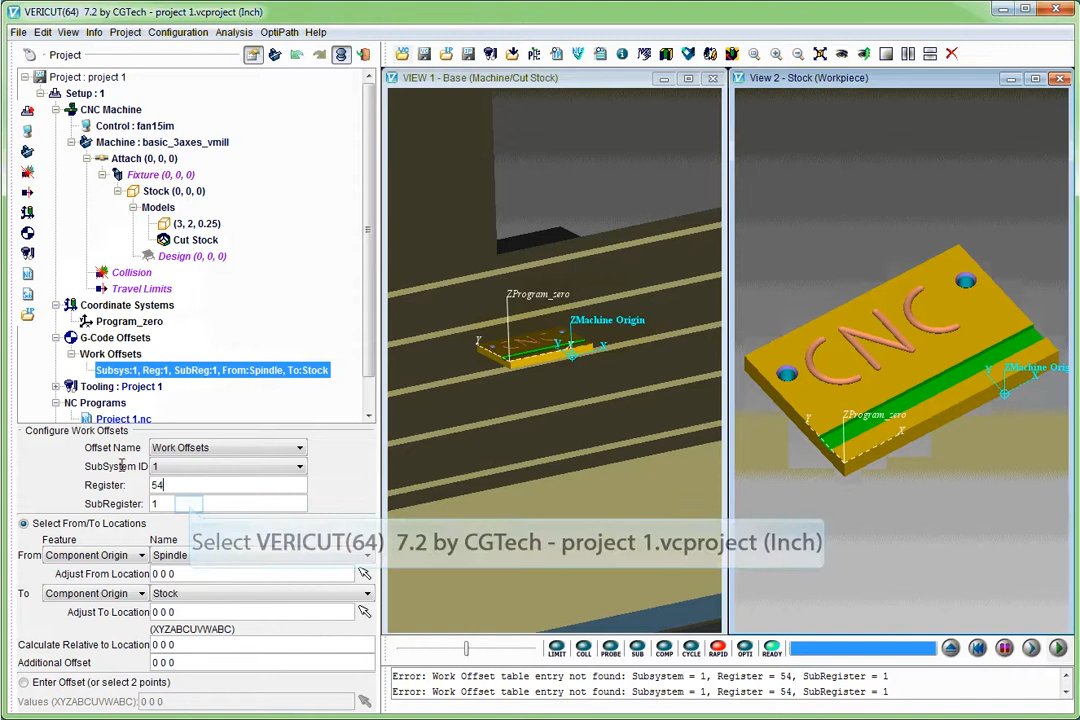 VERICUT(64)  7.2 by CGTech - project 1.vcproject (Inch)
File Edit View Info Project Configuration Analysis OptiPath Help
Project
Project : project 1
Setup : 1
CNC Machine
Control : fan15im
Machine : basic_3axes_vmill
Attach (0, 0, 0)
Fixture (0, 0, 0)
Stock (0, 0, 0)
Models
(3, 2, 0.25)
Cut Stock
Design (0, 0, 0)
Collision
Travel Limits
Coordinate Systems
Program_zero
G-Code Offsets
Work Offsets
Subsys:1, Reg:1, SubReg:1, From:Spindle, To:Stock
Tooling : Project 1
NC Programs
Project 1.nc
Configure Work Offsets
Offset Name Work Offsets
SubSystem ID 1
Register: 54
SubRegister: 1
Select From/To Locations
Feature Name
From Component Origin Spindle
Adjust From Location 0 0 0
To Component Origin Stock
Adjust To Location 0 0 0
(XYZABCUVWABC)
Calculate Relative to Location 0 0 0
Additional Offset 0 0 0
Enter Offset (or select 2 points)
Values (XYZABCUVWABC) 0 0 0
VIEW 1 - Base (Machine/Cut Stock)
ZProgram_zero
ZMachine Origin
Y
Y X X
View 2 - Stock (Workpiece)
CNC
ZMachine Orig
Y X
ZProgram_zero
Y X
Select VERICUT(64)  7.2 by CGTech - project 1.vcproject (Inch)
LIMIT COLL PROBE SUB COMP CYCLE RAPID OPTI READY
Error: Work Offset table entry not found: Subsystem = 1, Register = 54, SubRegister = 1
Error: Work Offset table entry not found: Subsystem = 1, Register = 54, SubRegister = 1